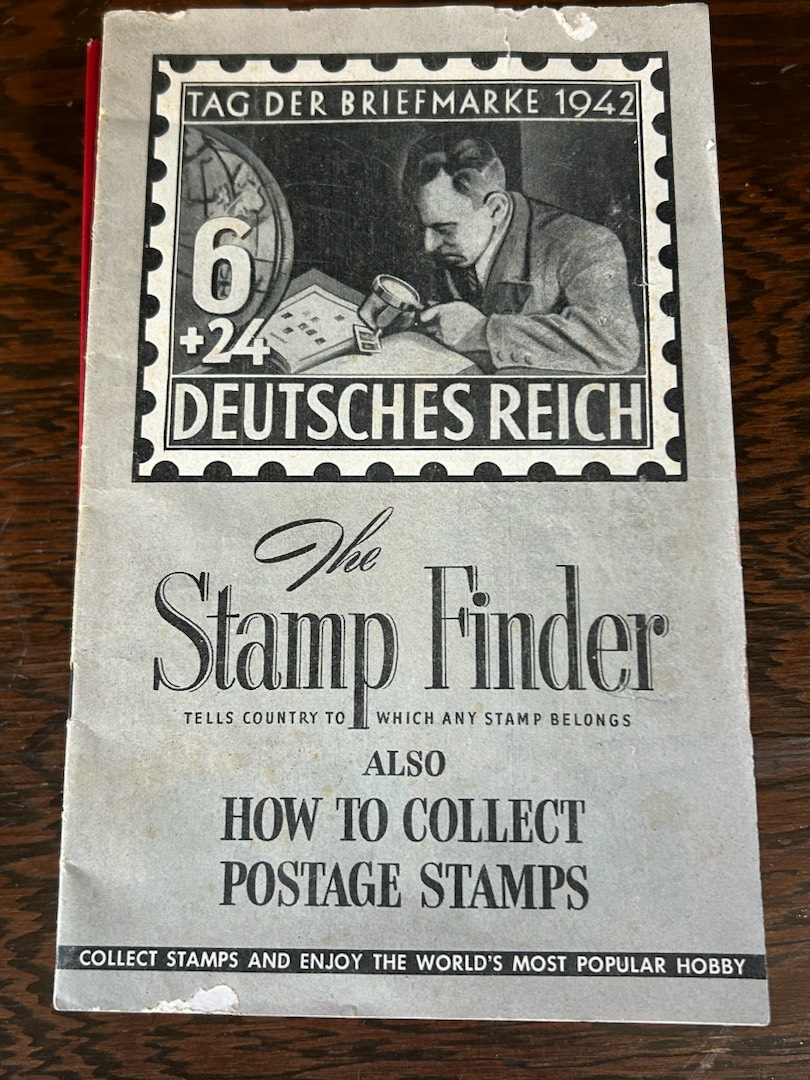 TAG DER BRIEFMARKE 1942
6
+24
DEUTSCHES REICH
The
Stamp Finder
TELLS COUNTRY TO WHICH ANY STAMP BELONGS
ALSO
HOW TO COLLECT
POSTAGE STAMPS
COLLECT STAMPS AND ENJOY THE WORLD'S MOST POPULAR HOBBY